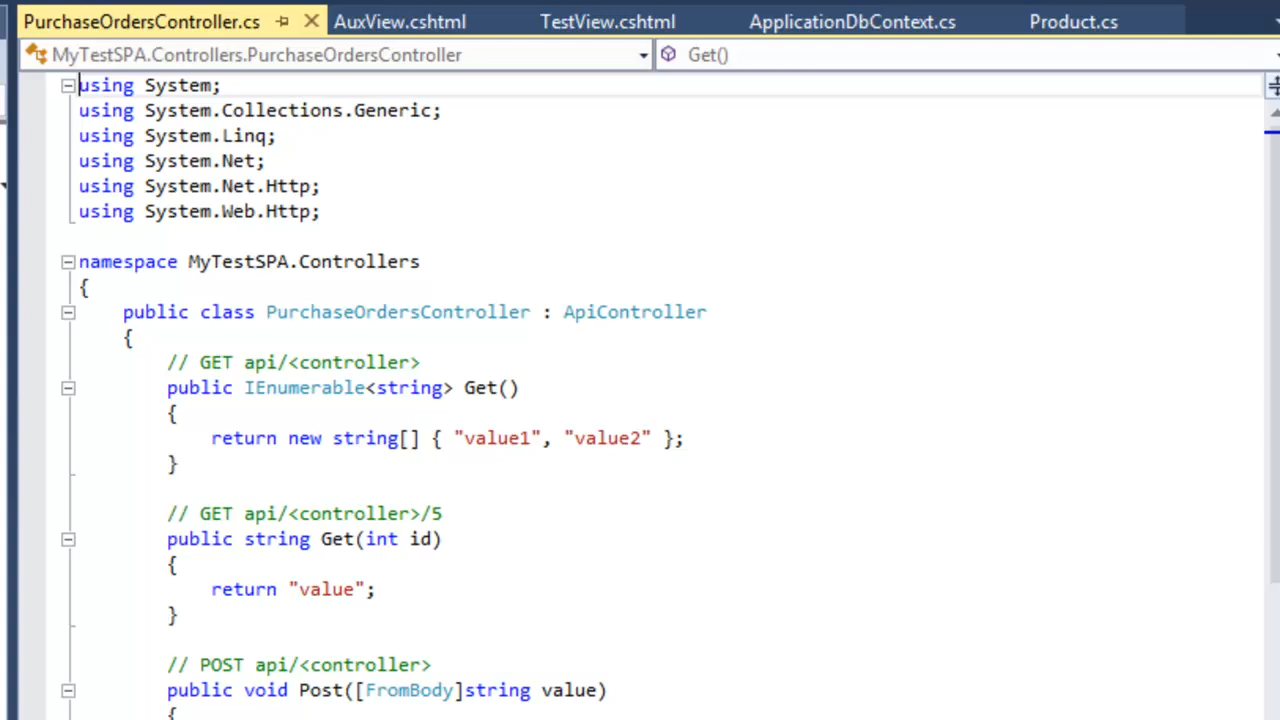 PurchaseOrdersController.cs AuxView.cshtml TestView.cshtml ApplicationDbContext.cs Product.cs
MyTestSPA.Controllers.PurchaseOrdersController Get()
using System;
using System.Collections.Generic;
using System.Linq;
using System.Net;
using System.Net.Http;
using System.Web.Http;
namespace MyTestSPA.Controllers
{
public class PurchaseOrdersController : ApiController
{
// GET api/<controller>
public IEnumerable<string> Get()
{
return new string[] { "value1", "value2" };
}
// GET api/<controller>/5
public string Get(int id)
{
return "value";
}
// POST api/<controller>
public void Post([FromBody]string value)
{